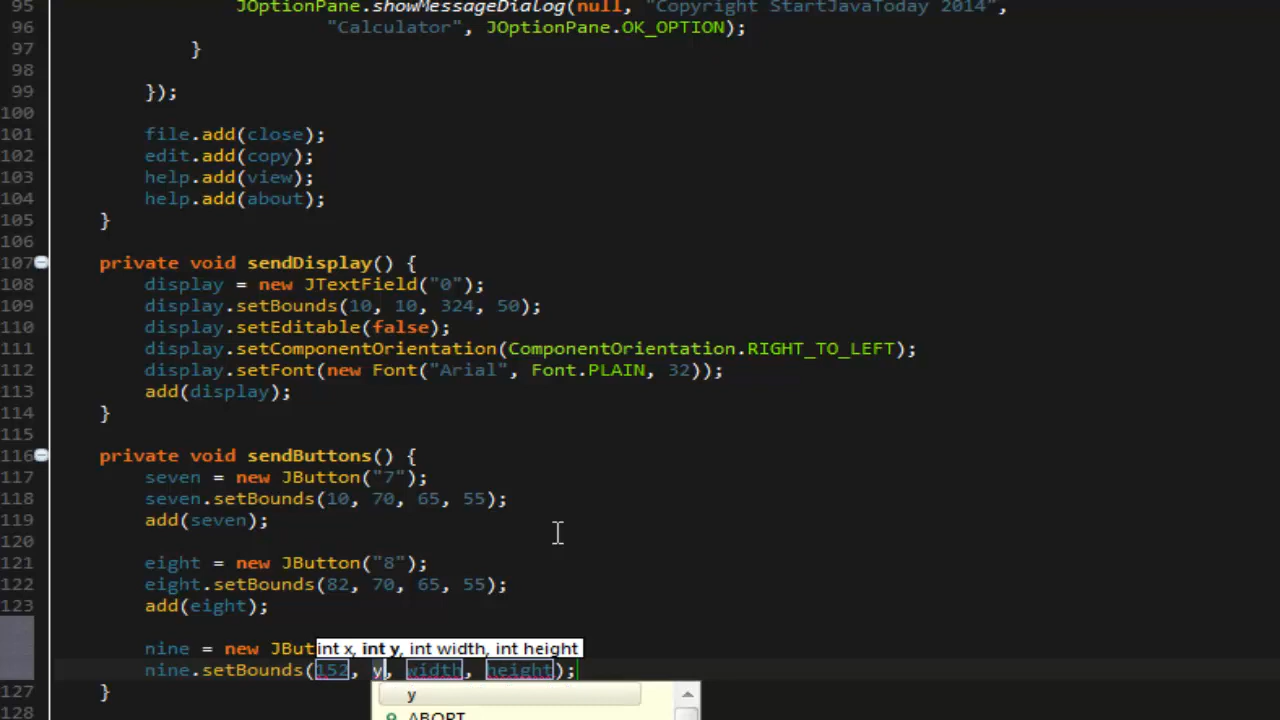 95 JOptionPane.showMessageDialog(null, "Copyright StartJavaToday 2014",
96 "Calculator", JOptionPane.OK_OPTION);
97 }
98
99 });
100
101 file.add(close);
102 edit.add(copy);
103 help.add(view);
104 help.add(about);
105 }
106
107 private void sendDisplay() {
108 display = new JTextField("0");
109 display.setBounds(10, 10, 324, 50);
110 display.setEditable(false);
111 display.setComponentOrientation(ComponentOrientation.RIGHT_TO_LEFT);
112 display.setFont(new Font("Arial", Font.PLAIN, 32));
113 add(display);
114 }
115
116 private void sendButtons() {
117 seven = new JButton("7");
118 seven.setBounds(10, 70, 65, 55);
119 add(seven);
120
121 eight = new JButton("8");
122 eight.setBounds(82, 70, 65, 55);
123 add(eight);
nine = new JBut int x, int y, int width, int height
nine.setBounds(152, y, width, height);
127 }
y
ABORT
128